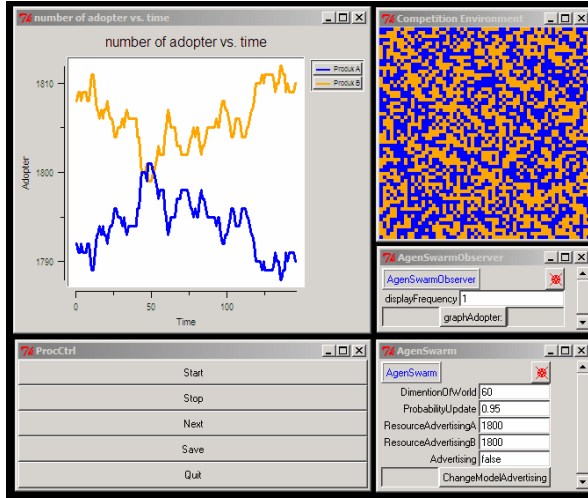 number of adopter vs. time
number of adopter vs. time
Produk A
Produk B
1810
1800
1790
Adopter
0
50
100
Time
Competition Environment
AgenSwarmObserver
AgenSwarmObserver
displayFrequency 1
graphAdopter:
ProcCtrl
Start
Stop
Next
Save
Quit
AgenSwarm
AgenSwarm
DimentionOfWorld 60
ProbabilityUpdate 0.95
ResourceAdvertisingA 1800
ResourceAdvertisingB 1800
Advertising false
ChangeModelAdvertising